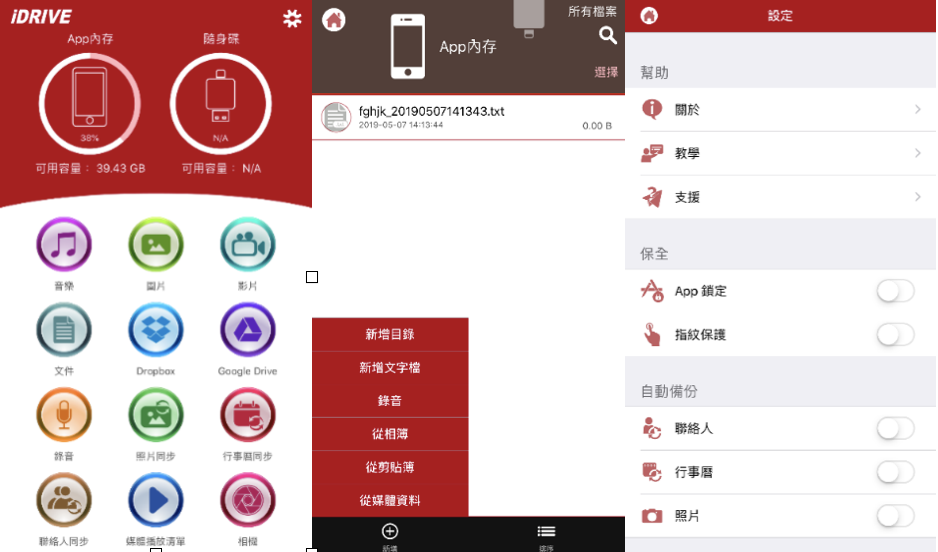 iDRIVE
App內存
隨身碟
38%
N/A
可用容量： 39.43 GB
可用容量： N/A
音樂
圖片
影片
文件
Dropbox
Google Drive
錄音
照片同步
行事曆同步
聯絡人同步
媒體播放清單
相機
所有檔案
App內存
選擇
fghjk_20190507141343.txt
2019-05-07 14:13:44
0.00 B
新增目錄
新增文字檔
錄音
從相簿
從剪貼簿
從媒體資料
新增
排序
設定
幫助
關於
教學
支援
保全
App 鎖定
指紋保護
自動備份
聯絡人
行事曆
照片